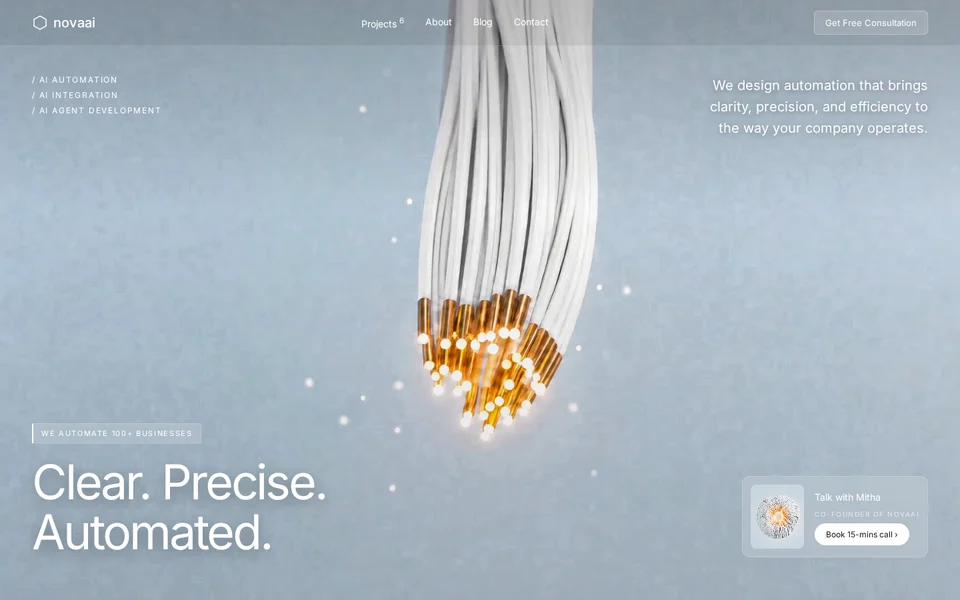 novaai
Projects 6
About
Blog
Contact
Get Free Consultation
/ AI AUTOMATION
/ AI INTEGRATION
/ AI AGENT DEVELOPMENT
We design automation that brings
clarity, precision, and efficiency to
the way your company operates.
WE AUTOMATE 100+ BUSINESSES
Clear. Precise.
Automated.
Talk with Mitha
CO-FOUNDER OF NOVAAI
Book 15-mins call ›